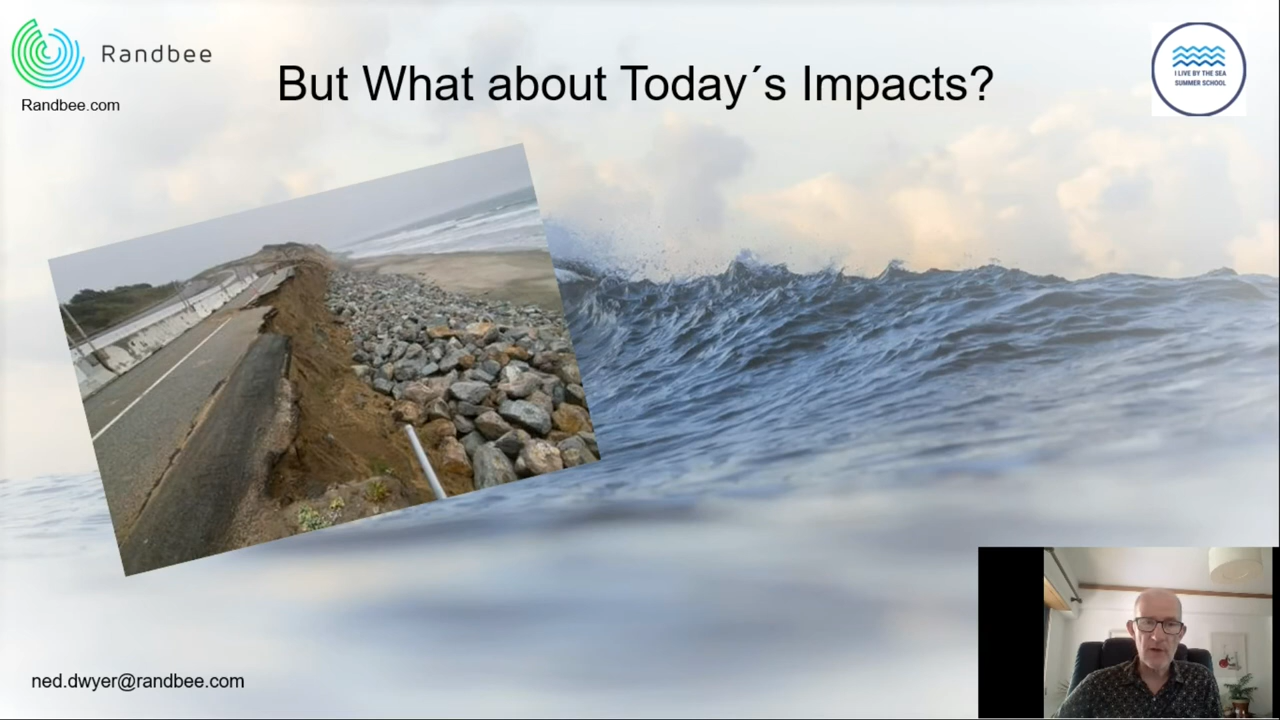 Randbee
Randbee.com
But What about Today´s Impacts?
I LIVE BY THE SEA
SUMMER SCHOOL
ned.dwyer@randbee.com